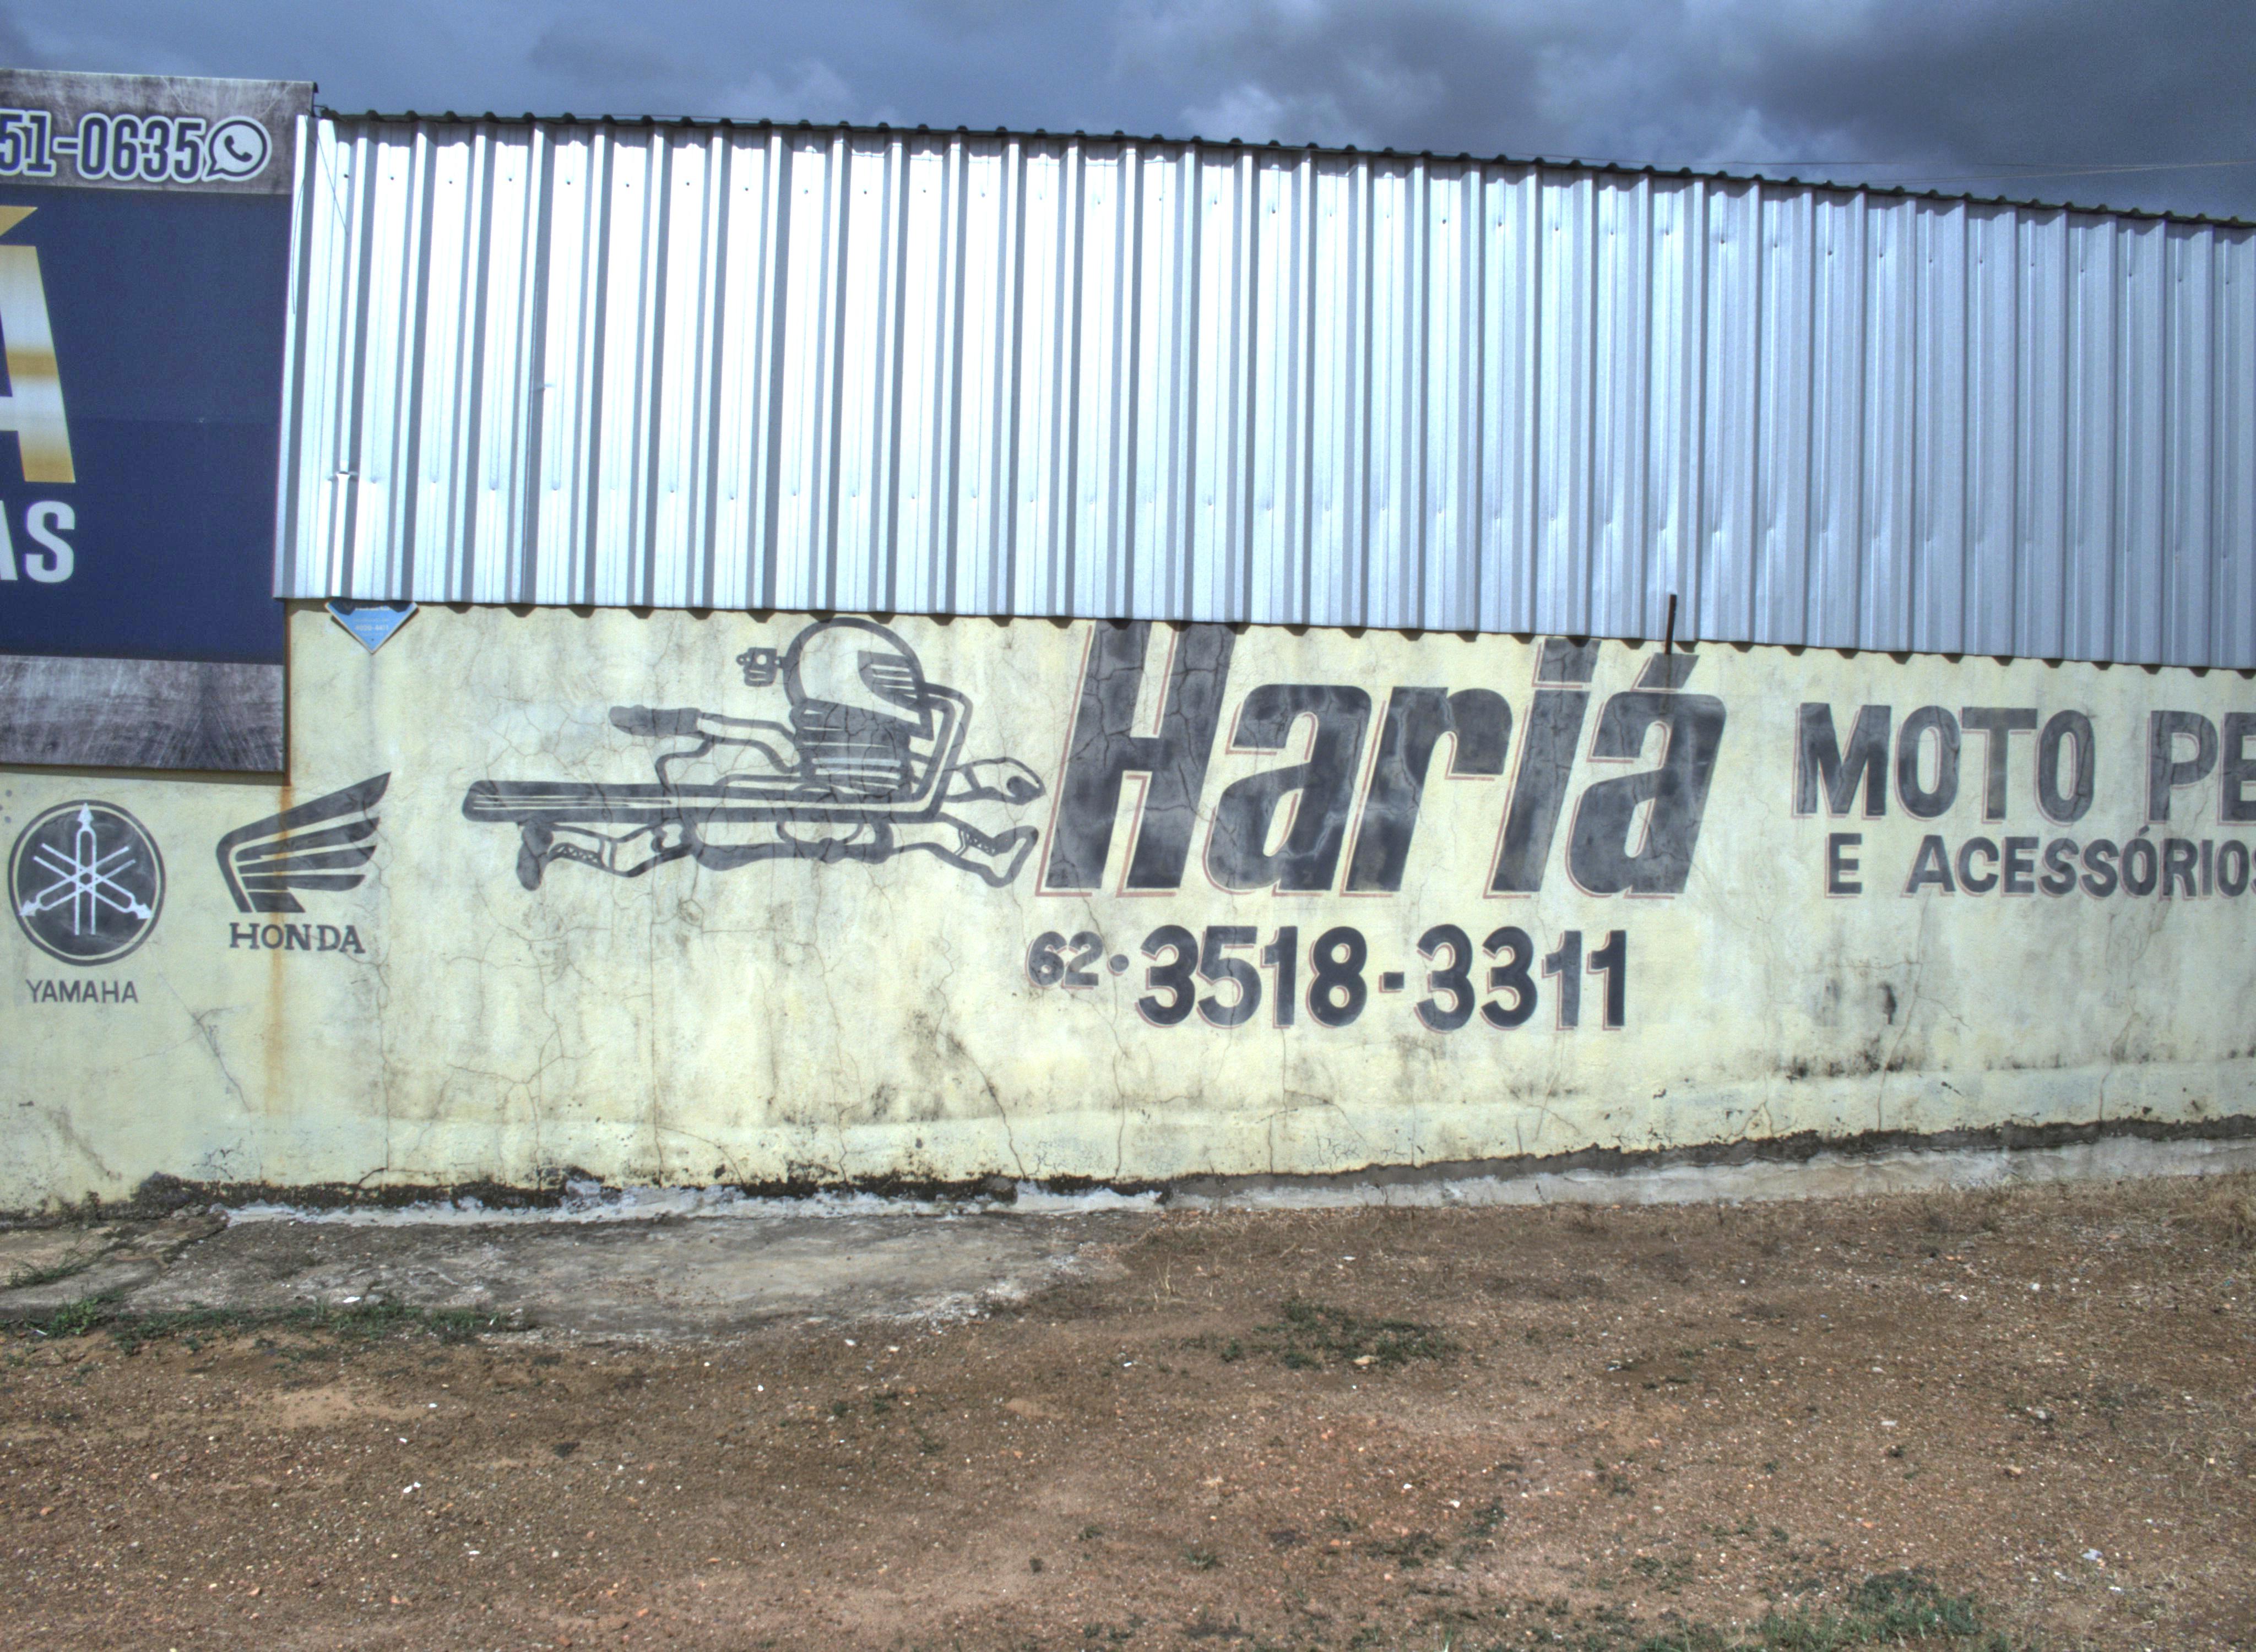 51-0635
Á
AS
Hariá
MOTO PE
E ACESSÓRIOS
62·3518-3311
HONDA
YAMAHA